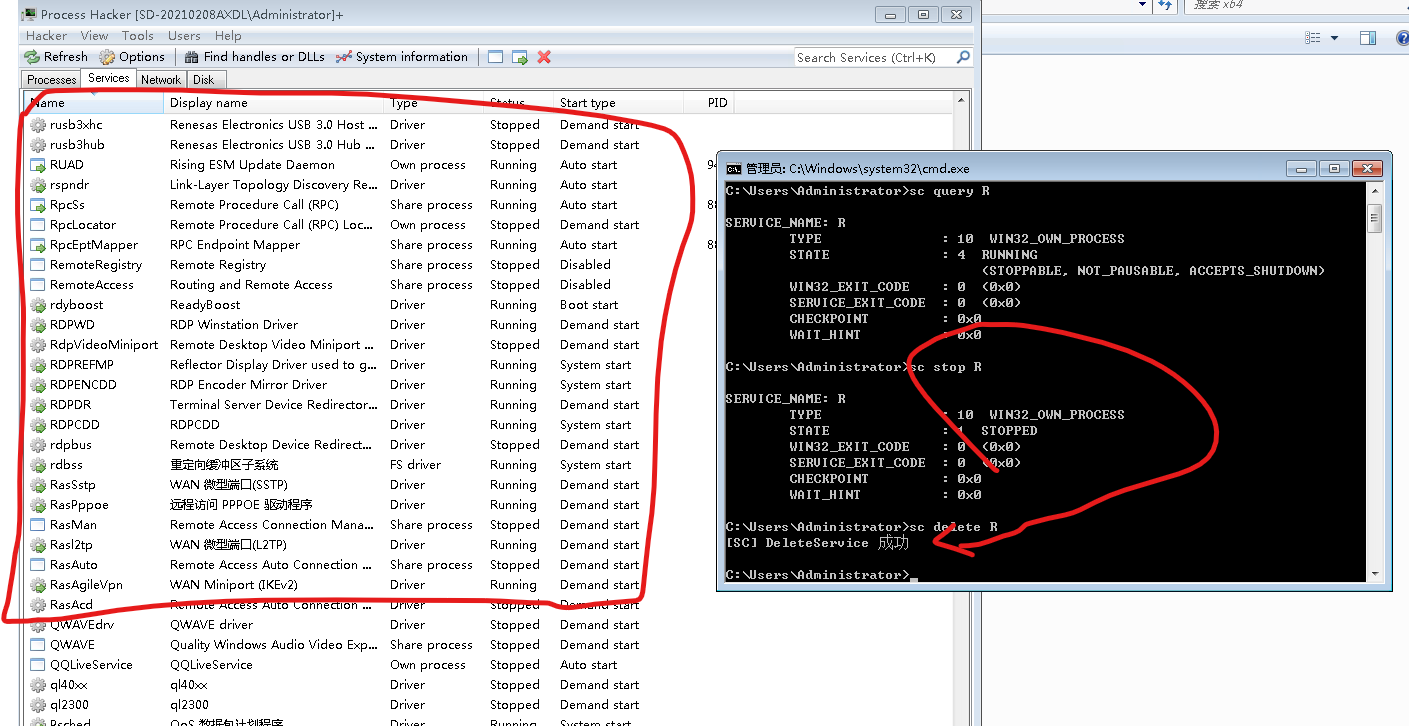 Process Hacker [SD-20210208AXDL\Administrator]+
搜索 xb4
Hacker View Tools Users Help
Refresh Options Find handles or DLLs System information Search Services (Ctrl+K)
Processes Services Network Disk
Name Display name Type Status Start type PID
rusb3xhc Renesas Electronics USB 3.0 Host ... Driver Stopped Demand start
rusb3hub Renesas Electronics USB 3.0 Hub ... Driver Stopped Demand start
RUAD Rising ESM Update Daemon Own process Running Auto start
rspndr Link-Layer Topology Discovery Re... Driver Running Auto start
RpcSs Remote Procedure Call (RPC) Share process Running Auto start
RpcLocator Remote Procedure Call (RPC) Loc... Own process Stopped Demand start
RpcEptMapper RPC Endpoint Mapper Share process Running Auto start
RemoteRegistry Remote Registry Share process Stopped Disabled
RemoteAccess Routing and Remote Access Share process Stopped Disabled
rdyboost ReadyBoost Driver Running Boot start
RDPWD RDP Winstation Driver Driver Running Demand start
RdpVideoMiniport Remote Desktop Video Miniport ... Driver Stopped Demand start
RDPREFMP Reflector Display Driver used to g... Driver Running System start
RDPENCDD RDP Encoder Mirror Driver Driver Running System start
RDPDR Terminal Server Device Redirector... Driver Running Demand start
RDPCDD RDPCDD Driver Running System start
rdpbus Remote Desktop Device Redirect... Driver Stopped Demand start
rdbss 重定向缓冲区子系统 FS driver Running System start
RasSstp WAN 微型端口(SSTP) Driver Running Demand start
RasPppoe 远程访问 PPPOE 驱动程序 Driver Running Demand start
RasMan Remote Access Connection Mana... Share process Stopped Demand start
Rasl2tp WAN 微型端口(L2TP) Driver Running Demand start
RasAuto Remote Access Auto Connection ... Share process Stopped Demand start
RasAgileVpn WAN Miniport (IKEv2) Driver Running Demand start
RasAcd Remote Access Auto Connection ... Driver Stopped Demand start
QWAVEdrv QWAVE driver Driver Stopped Demand start
QWAVE Quality Windows Audio Video Exp... Share process Stopped Demand start
QQLiveService QQLiveService Own process Stopped Auto start
ql40xx ql40xx Driver Stopped Demand start
ql2300 ql2300 Driver Stopped Demand start
Psched QoS 数据包计划程序 Driver Running System start
管理员: C:\Windows\system32\cmd.exe
C:\Users\Administrator>sc query R
SERVICE_NAME: R
TYPE : 10 WIN32_OWN_PROCESS
STATE : 4 RUNNING
(STOPPABLE, NOT_PAUSABLE, ACCEPTS_SHUTDOWN)
WIN32_EXIT_CODE : 0 (0x0)
SERVICE_EXIT_CODE : 0 (0x0)
CHECKPOINT : 0x0
WAIT_HINT : 0x0
C:\Users\Administrator>sc stop R
SERVICE_NAME: R
TYPE : 10 WIN32_OWN_PROCESS
STATE : 1 STOPPED
WIN32_EXIT_CODE : 0 (0x0)
SERVICE_EXIT_CODE : 0 (0x0)
CHECKPOINT : 0x0
WAIT_HINT : 0x0
C:\Users\Administrator>sc delete R
[SC] DeleteService 成功
C:\Users\Administrator>